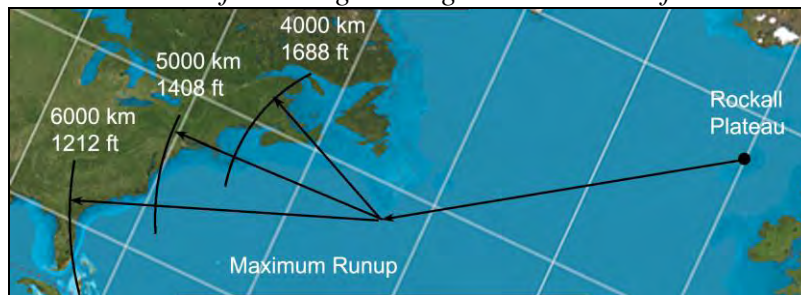 4000 km
1688 ft
5000 km
1408 ft
6000 km
1212 ft
Rockall
Plateau
Maximum Runup